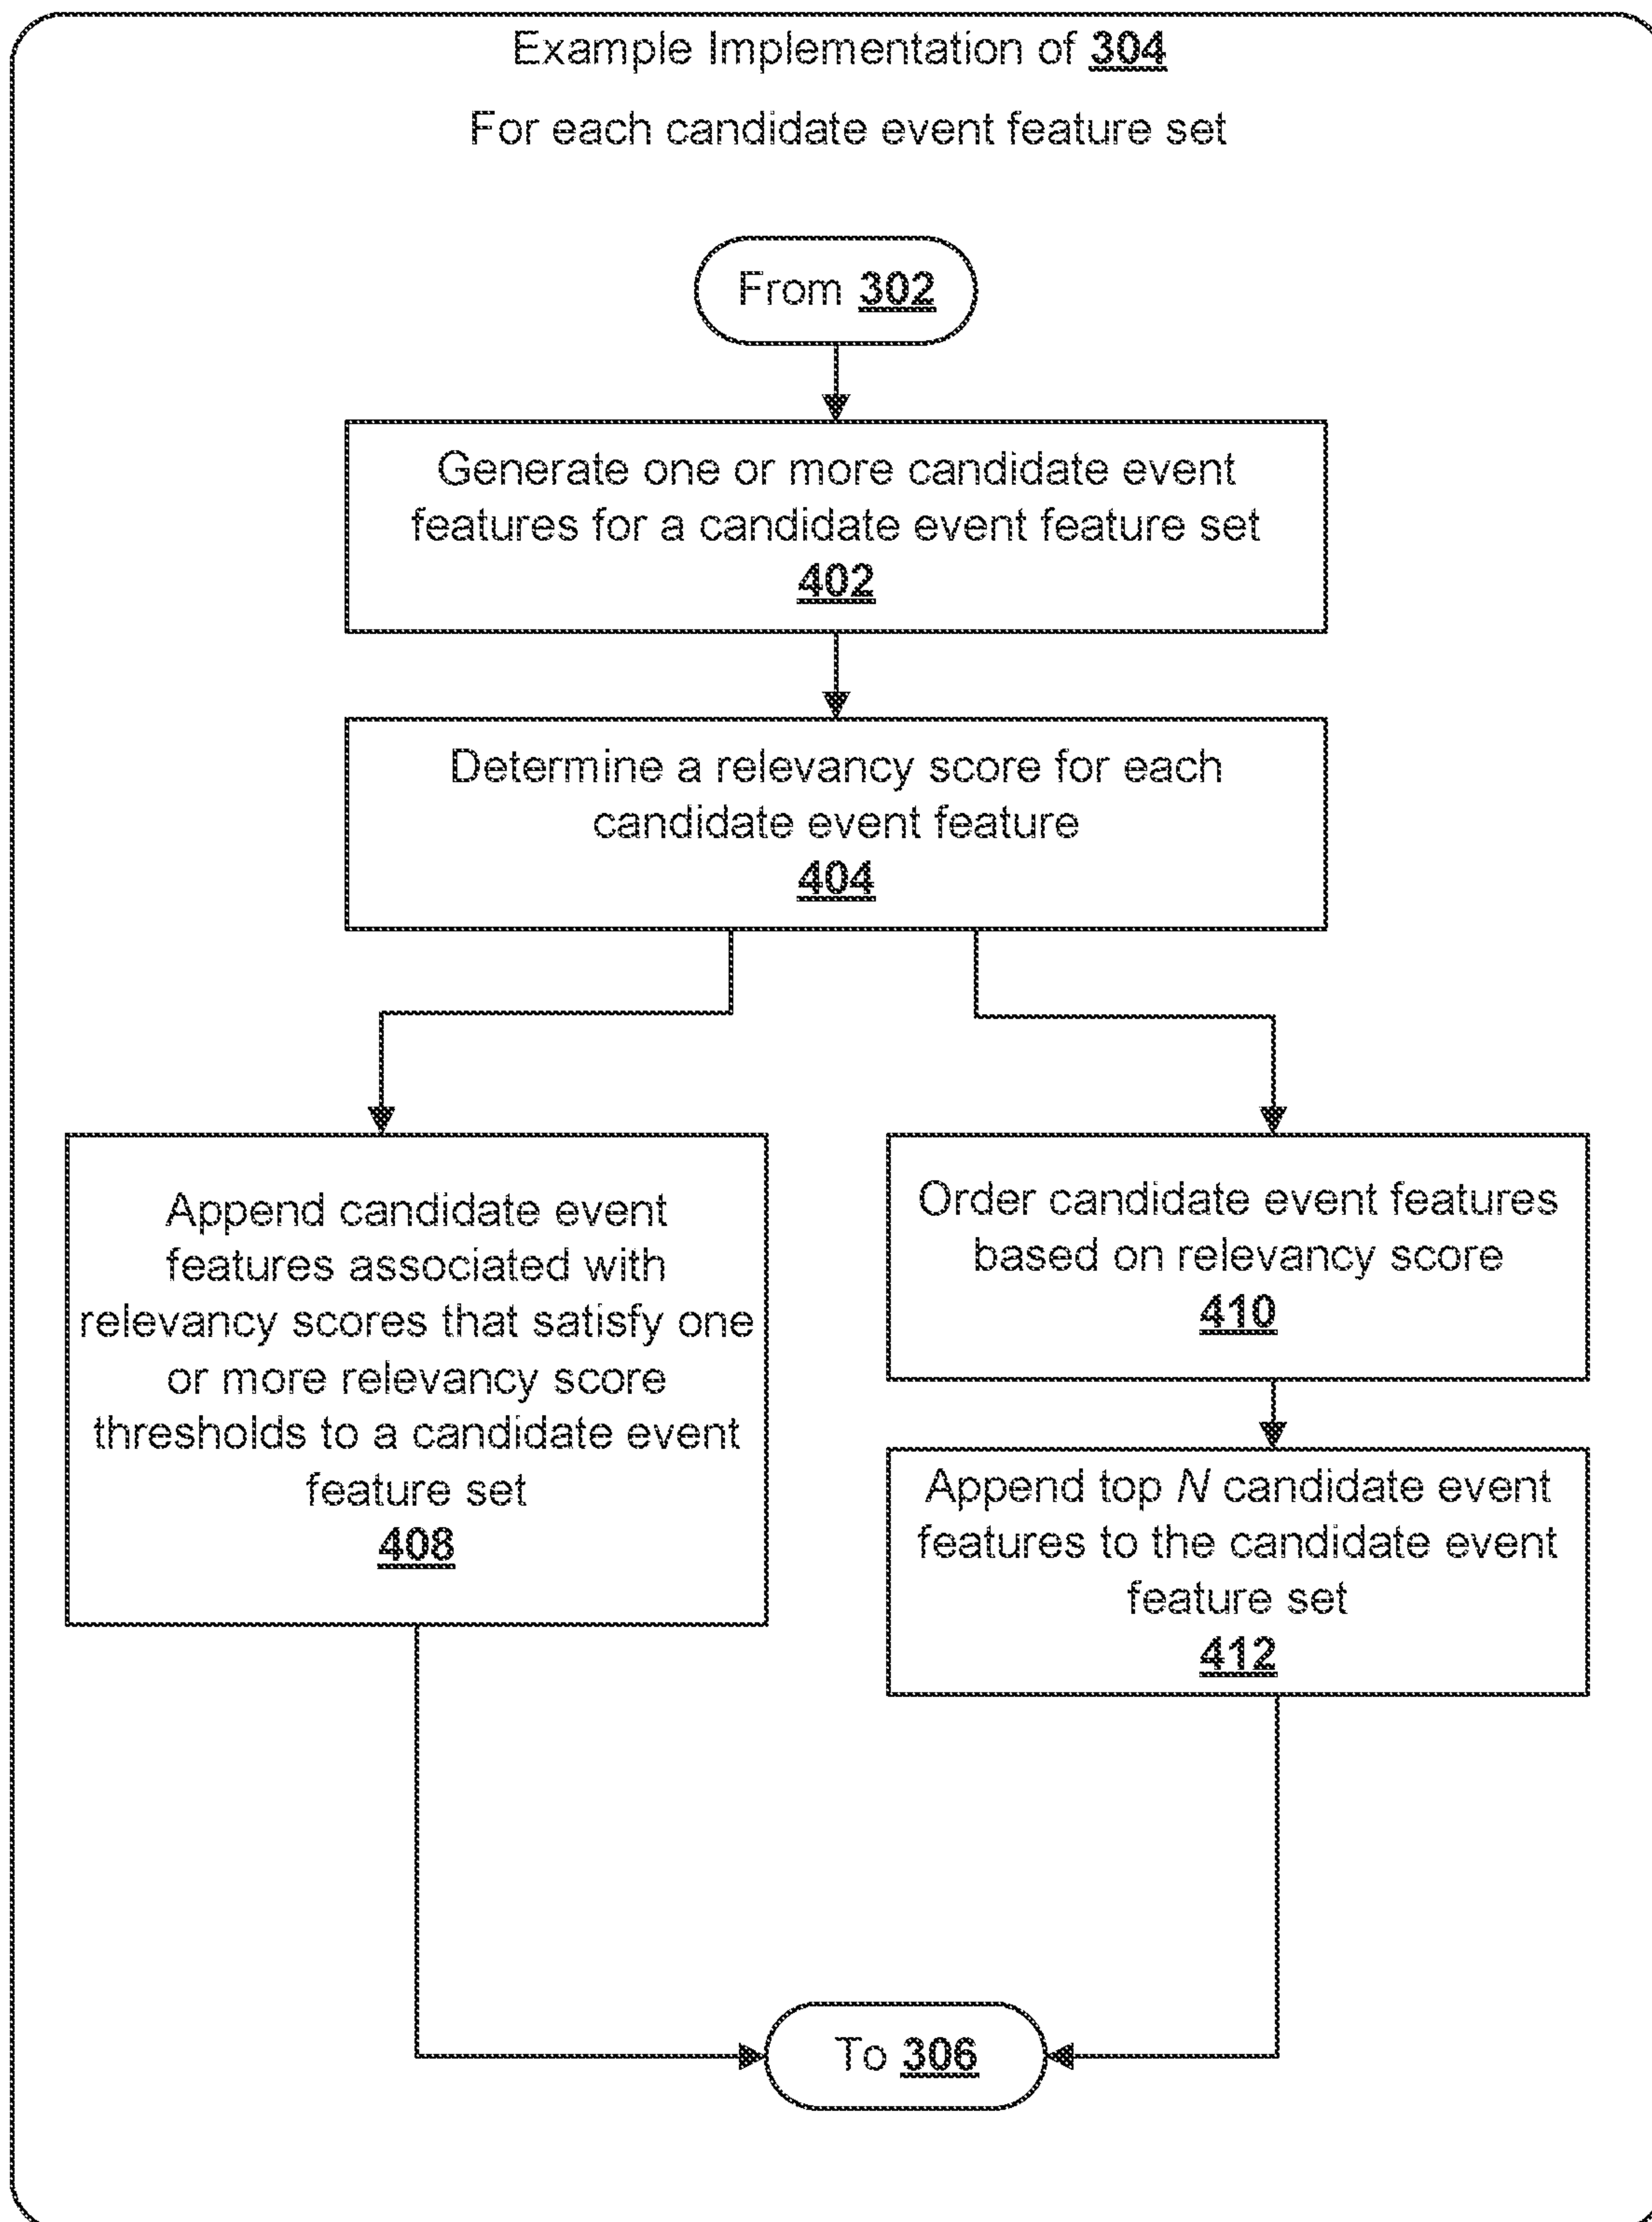 Example Implementation of 304
For each candidate event feature set
From 302
Generate one or more candidate event
features for a candidate event feature set
402
Determine a relevancy score for each
candidate event feature
404
Append candidate event
features associated with
relevancy scores that satisfy one
or more relevancy score
thresholds to a candidate event
feature set
408
Order candidate event features
based on relevancy score
410
Append top N candidate event
features to the candidate event
feature set
412
To 306